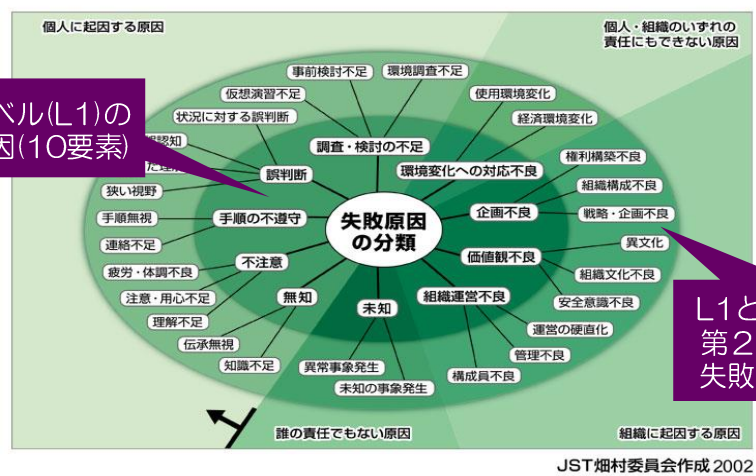 個人に起因する原因
個人・組織のいずれの
責任にもできない原因
事前検討不足
環境調査不足
仮想演習不足
使用環境変化
状況に対する誤判断
経済環境変化
ベル(L1)の
因(10要素)
調査・検討の不足
権利構築不良
誤認知
環境変化への対応不良
誤判断
組織構成不良
狭い視野
手順無視
手順の不遵守
失敗原因
の分類
企画不良
戦略・企画不良
連絡不足
価値観不良
異文化
疲労・体調不良
不注意
組織文化不良
注意・用心不足
無知
未知
組織運営不良
安全意識不良
L1と
第2
失敗
理解不足
運営の硬直化
伝承無視
管理不良
知識不足
異常事象発生
構成員不良
未知の事象発生
誰の責任でもない原因
組織に起因する原因
JST畑村委員会作成2002